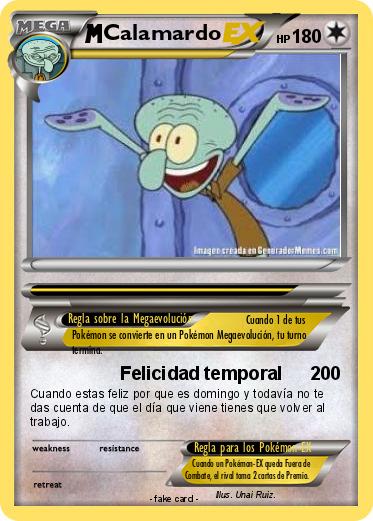 MEGA
M Calamardo EX HP 180
Imagen creada en GeneradorMemes.com
Regla sobre la Megaevolución Cuando 1 de tus
Pokémon se convierte en un Pokémon Megaevolución, tu turno
termina.
Felicidad temporal 200
Cuando estas feliz por que es domingo y todavía no te
das cuenta de que el día que viene tienes que volver al
trabajo.
weakness resistance
retreat
Regla para los Pokémon-EX
Cuando un Pokémon-EX queda Fuera de
Combate, el rival toma 2 cartas de Premio.
- fake card -
Illus. Unai Ruiz.